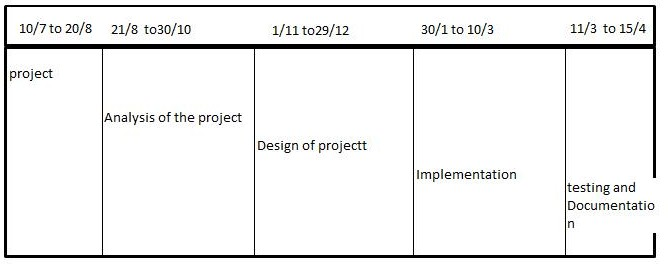 10/7 to 20/8 21/8 to30/10 1/11 to29/12 30/1 to 10/3 11/3 to 15/4
project
Analysis of the project
Design of projectt
Implementation
testing and
Documentatio
n